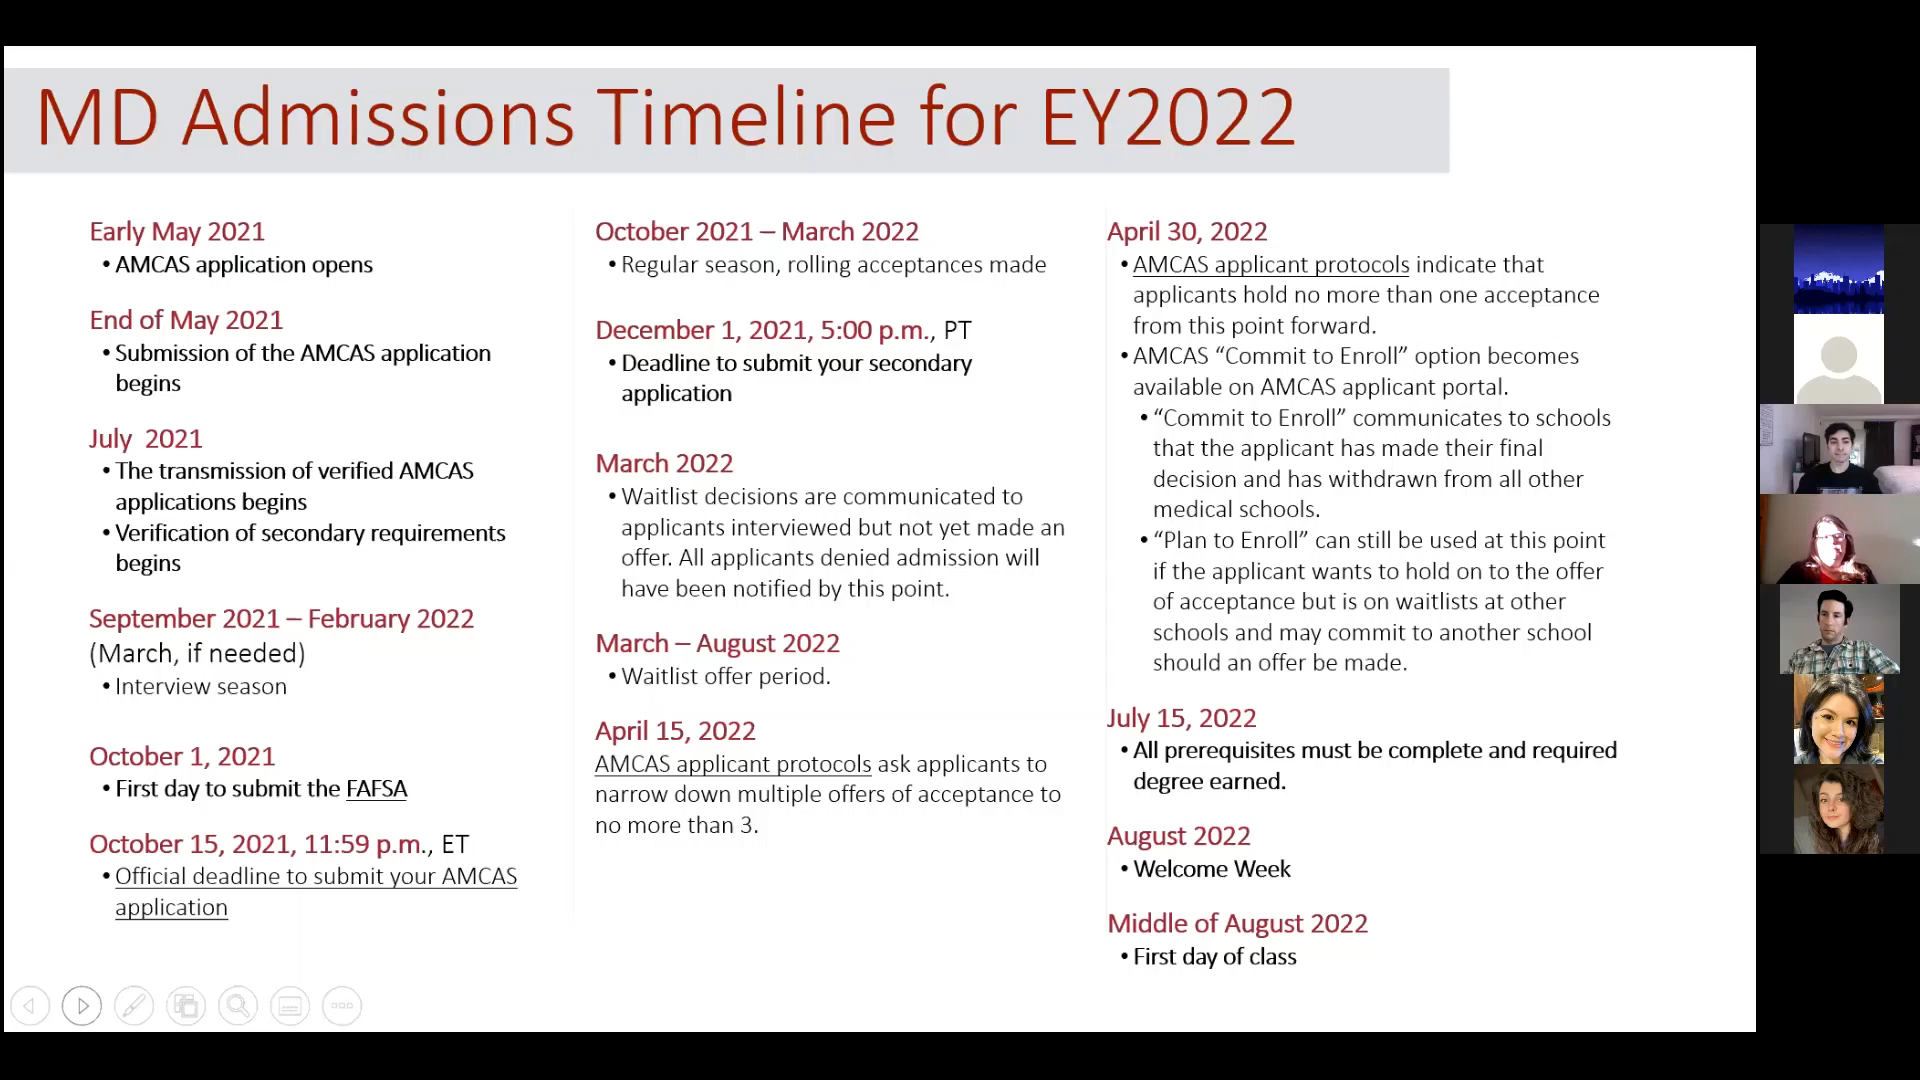 MD Admissions Timeline for EY2022
Early May 2021
• AMCAS application opens
End of May 2021
• Submission of the AMCAS application
begins
July 2021
• The transmission of verified AMCAS
applications begins
• Verification of secondary requirements
begins
September 2021 – February 2022
(March, if needed)
• Interview season
October 1, 2021
• First day to submit the FAFSA
October 15, 2021, 11:59 p.m., ET
• Official deadline to submit your AMCAS
application
October 2021 – March 2022
• Regular season, rolling acceptances made
December 1, 2021, 5:00 p.m., PT
• Deadline to submit your secondary
application
March 2022
• Waitlist decisions are communicated to
applicants interviewed but not yet made an
offer. All applicants denied admission will
have been notified by this point.
March – August 2022
• Waitlist offer period.
April 15, 2022
AMCAS applicant protocols ask applicants to
narrow down multiple offers of acceptance to
no more than 3.
April 30, 2022
• AMCAS applicant protocols indicate that
applicants hold no more than one acceptance
from this point forward.
• AMCAS “Commit to Enroll” option becomes
available on AMCAS applicant portal.
• “Commit to Enroll” communicates to schools
that the applicant has made their final
decision and has withdrawn from all other
medical schools.
• “Plan to Enroll” can still be used at this point
if the applicant wants to hold on to the offer
of acceptance but is on waitlists at other
schools and may commit to another school
should an offer be made.
July 15, 2022
• All prerequisites must be complete and required
degree earned.
August 2022
• Welcome Week
Middle of August 2022
• First day of class